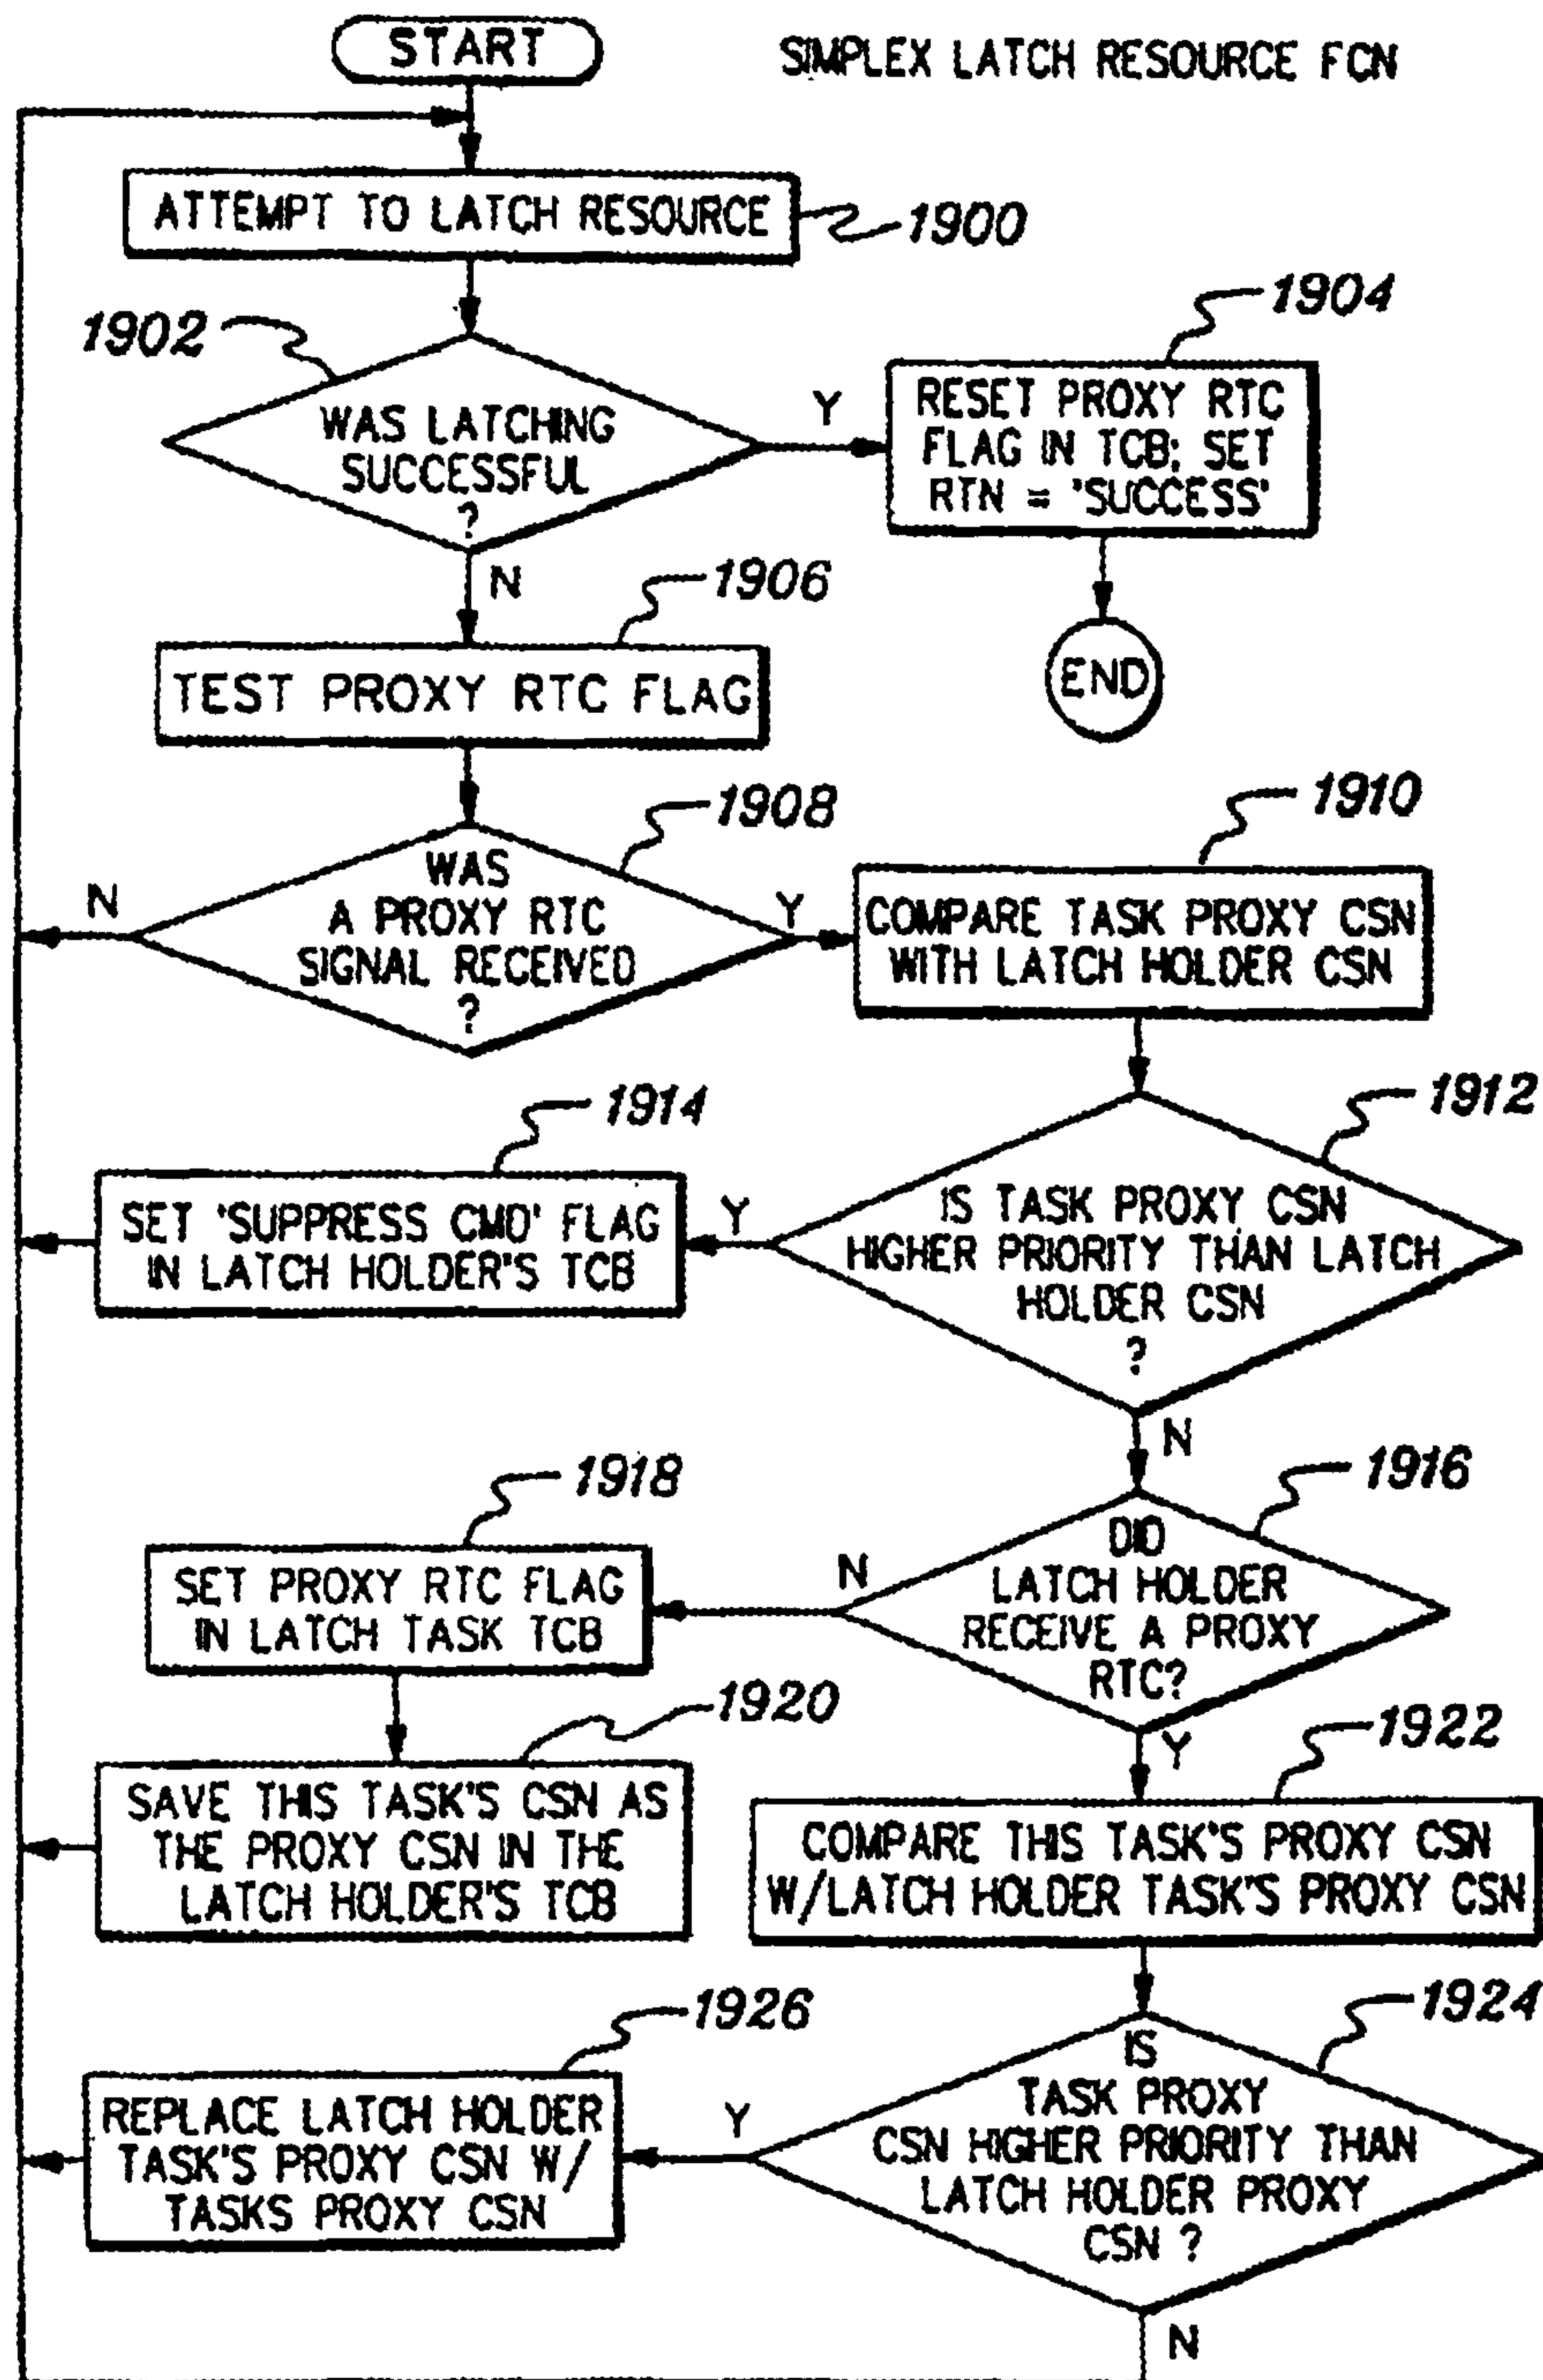 START
SIMPLEX LATCH RESOURCE FCN
ATTEMPT TO LATCH RESOURCE
1900
1902
WAS LATCHING
SUCCESSFUL
?
Y
N
1904
RESET PROXY RTC
FLAG IN TCB; SET
RTN = 'SUCCESS'
END
1906
TEST PROXY RTC FLAG
1908
WAS
A PROXY RTC
SIGNAL RECEIVED
?
N
Y
1910
COMPARE TASK PROXY CSN
WITH LATCH HOLDER CSN
1912
IS TASK PROXY CSN
HIGHER PRIORITY THAN LATCH
HOLDER CSN
?
Y
N
1914
SET 'SUPPRESS CMD' FLAG
IN LATCH HOLDER'S TCB
1916
DID
LATCH HOLDER
RECEIVE A PROXY
RTC?
N
Y
1918
SET PROXY RTC FLAG
IN LATCH TASK TCB
1920
SAVE THIS TASK'S CSN AS
THE PROXY CSN IN THE
LATCH HOLDER'S TCB
1922
COMPARE THIS TASK'S PROXY CSN
W/LATCH HOLDER TASK'S PROXY CSN
1924
IS
TASK PROXY
CSN HIGHER PRIORITY THAN
LATCH HOLDER PROXY
CSN ?
Y
N
1926
REPLACE LATCH HOLDER
TASK'S PROXY CSN W/
TASKS PROXY CSN